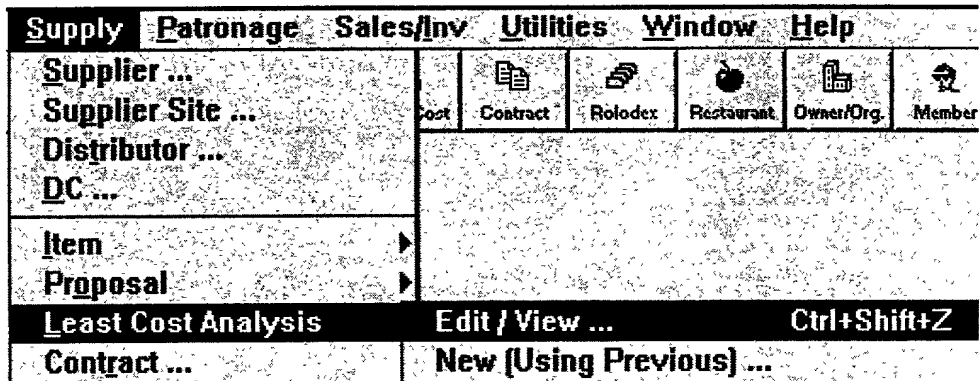 Supply Patronage Sales/Inv Utilities Window Help
Supplier ...
Supplier Site ...
Distributor ...
DC ...
Cost Contract Rolodex Restaurant Owner/Org. Member
Item
Proposal
Least Cost Analysis
Contract ...
Edit / View ... Ctrl+Shift+Z
New (Using Previous) ...